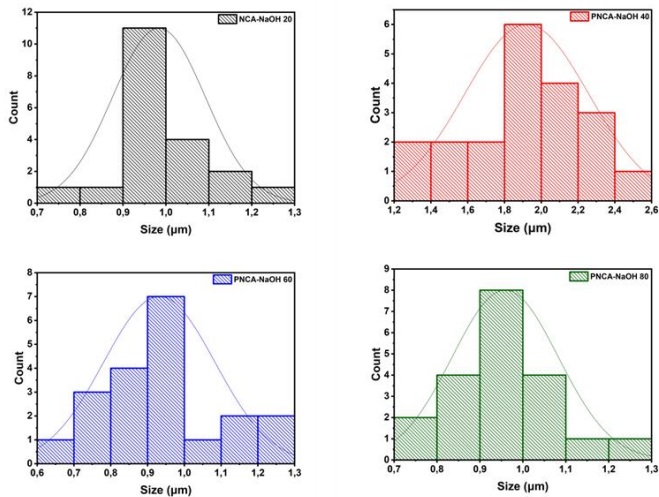 NCA-NaOH 20
12
10
8
6
4
2
0
Count
0,7 0,8 0,9 1,0 1,1 1,2 1,3
Size (µm)
PNCA-NaOH 40
6
5
4
3
2
1
0
Count
1,2 1,4 1,6 1,8 2,0 2,2 2,4 2,6
Size (µm)
PNCA-NaOH 60
8
7
6
5
4
3
2
1
0
Count
0,6 0,7 0,8 0,9 1,0 1,1 1,2 1,3
Size (µm)
PNCA-NaOH 80
9
8
7
6
5
4
3
2
1
0
Count
0,7 0,8 0,9 1,0 1,1 1,2 1,3
Size (µm)